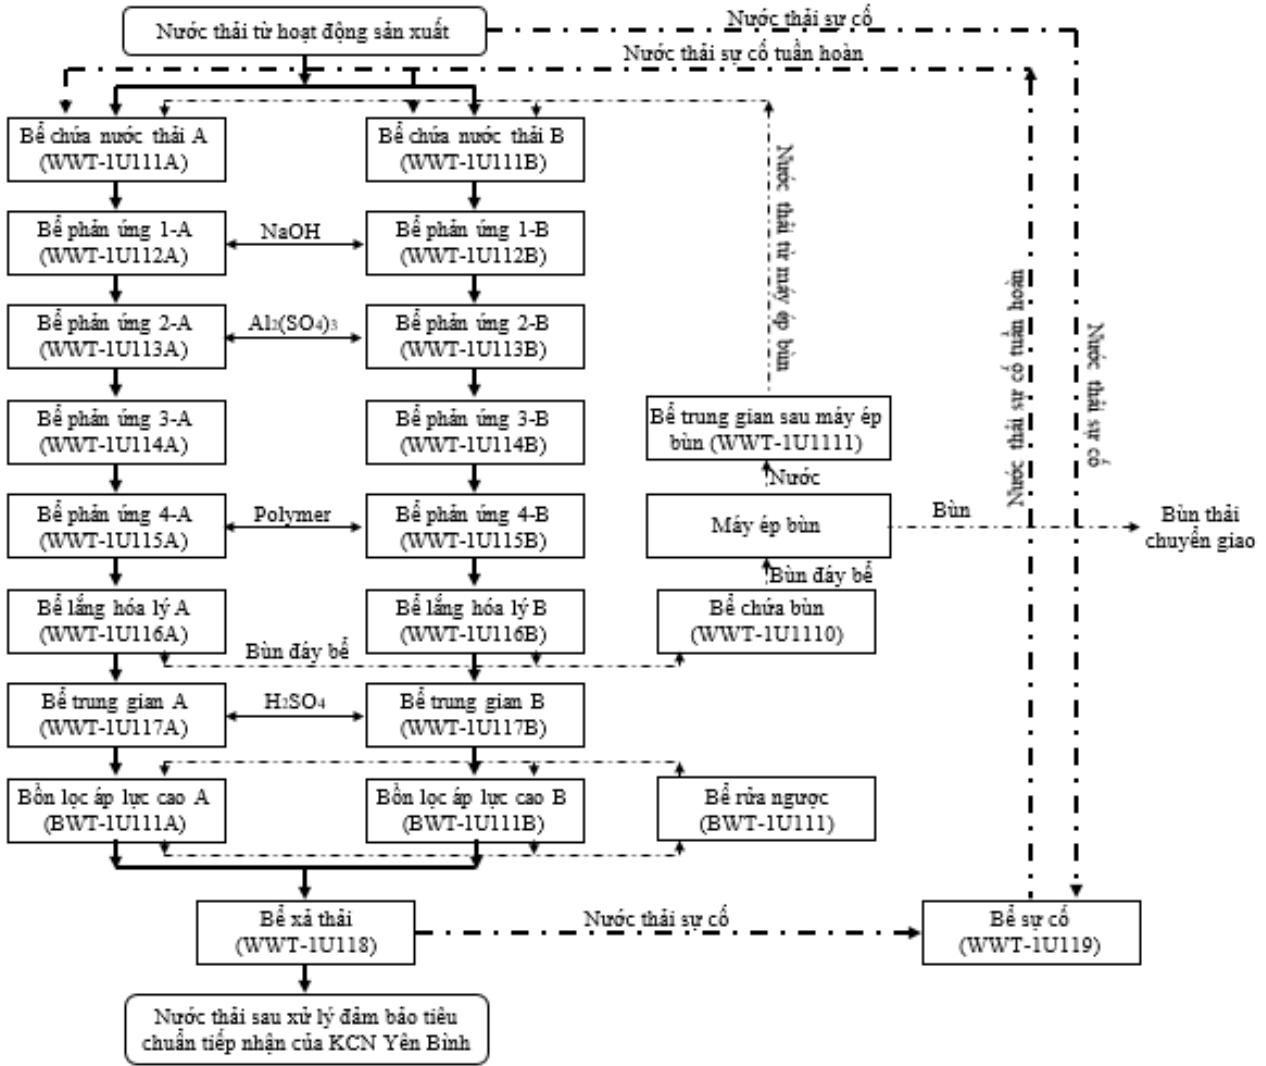 Nước thải từ hoạt động sản xuất
Nước thải sự cố
Nước thải sự cố tuần hoàn
Bể chứa nước thải A
(WWT-1U111A)
Bể chứa nước thải B
(WWT-1U111B)
Bể phản ứng 1-A
(WWT-1U112A)
NaOH
Bể phản ứng 1-B
(WWT-1U112B)
Nước thải từ máy ép bùn
Bể phản ứng 2-A
(WWT-1U113A)
Al2(SO4)3
Bể phản ứng 2-B
(WWT-1U113B)
Nước thải sự cố tuần hoàn
Nước thải sự cố
Bể phản ứng 3-A
(WWT-1U114A)
Bể phản ứng 3-B
(WWT-1U114B)
Bể trung gian sau máy ép
bùn (WWT-1U1111)
Nước
Bể phản ứng 4-A
(WWT-1U115A)
Polymer
Bể phản ứng 4-B
(WWT-1U115B)
Máy ép bùn
Bùn
Bùn thải
chuyển giao
Bùn đáy bể
Bể lắng hóa lý A
(WWT-1U116A)
Bể lắng hóa lý B
(WWT-1U116B)
Bể chứa bùn
(WWT-1U1110)
Bùn đáy bể
Bể trung gian A
(WWT-1U117A)
H2SO4
Bể trung gian B
(WWT-1U117B)
Bồn lọc áp lực cao A
(BWT-1U111A)
Bồn lọc áp lực cao B
(BWT-1U111B)
Bể rửa ngược
(BWT-1U111)
Bể xả thải
(WWT-1U118)
Nước thải sự cố
Bể sự cố
(WWT-1U119)
Nước thải sau xử lý đảm bảo tiêu
chuẩn tiếp nhận của KCN Yên Bình